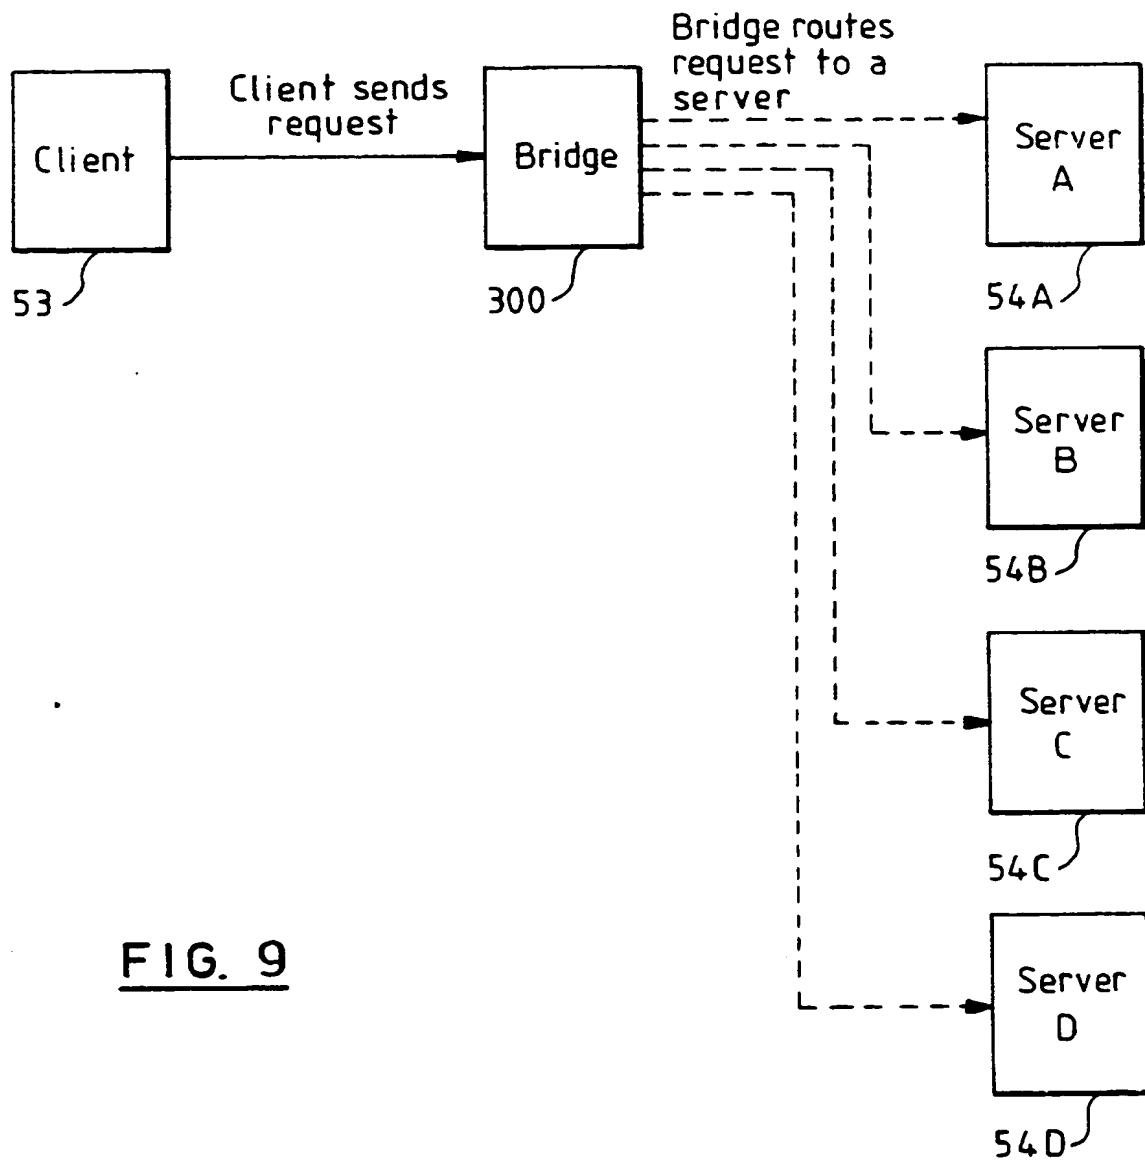 Bridge routes
request to a
server
Client sends
request
Client
Bridge
Server
A
53
300
54A
Server
B
54B
Server
C
54C
FIG. 9
Server
D
54D